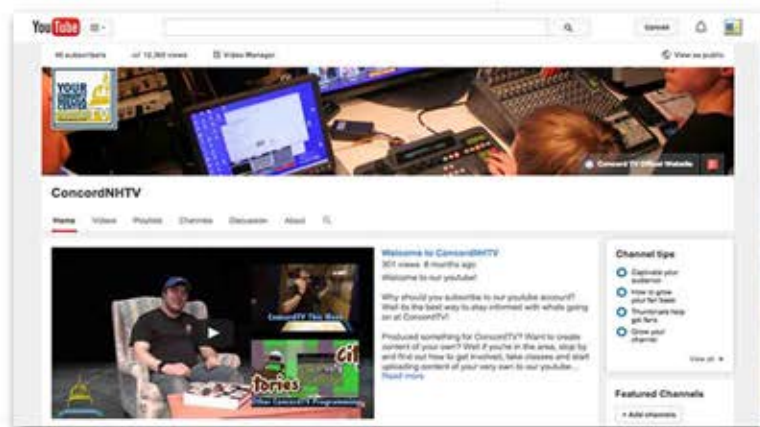 YouTube
Upload
subscribers 12,360 views Video Manager View as public
YOUR
CENTER
Concord TV Official Website
ConcordNHTV
Home Videos Playlists Channels Discussion About
Welcome to ConcordNHTV
301 views 8 months ago
Welcome to our youtube!
Why should you subscribe to our youtube account?
Well its the best way to stay informed with whats going
on at ConcordTV!
Produced something for ConcordTV? Want to create
content of your own? Well if you're in the area, stop by
and find out how to get involved, take classes and start
uploading content of your very own to our youtube...
Read more
ConcordTV This Week
tories
Other ConcordTV Programming
Channel tips
Captivate your
audience!
How to grow
your fan base
Thumbnails help
get fans
Grow your
channel
View all
Featured Channels
+ Add channels